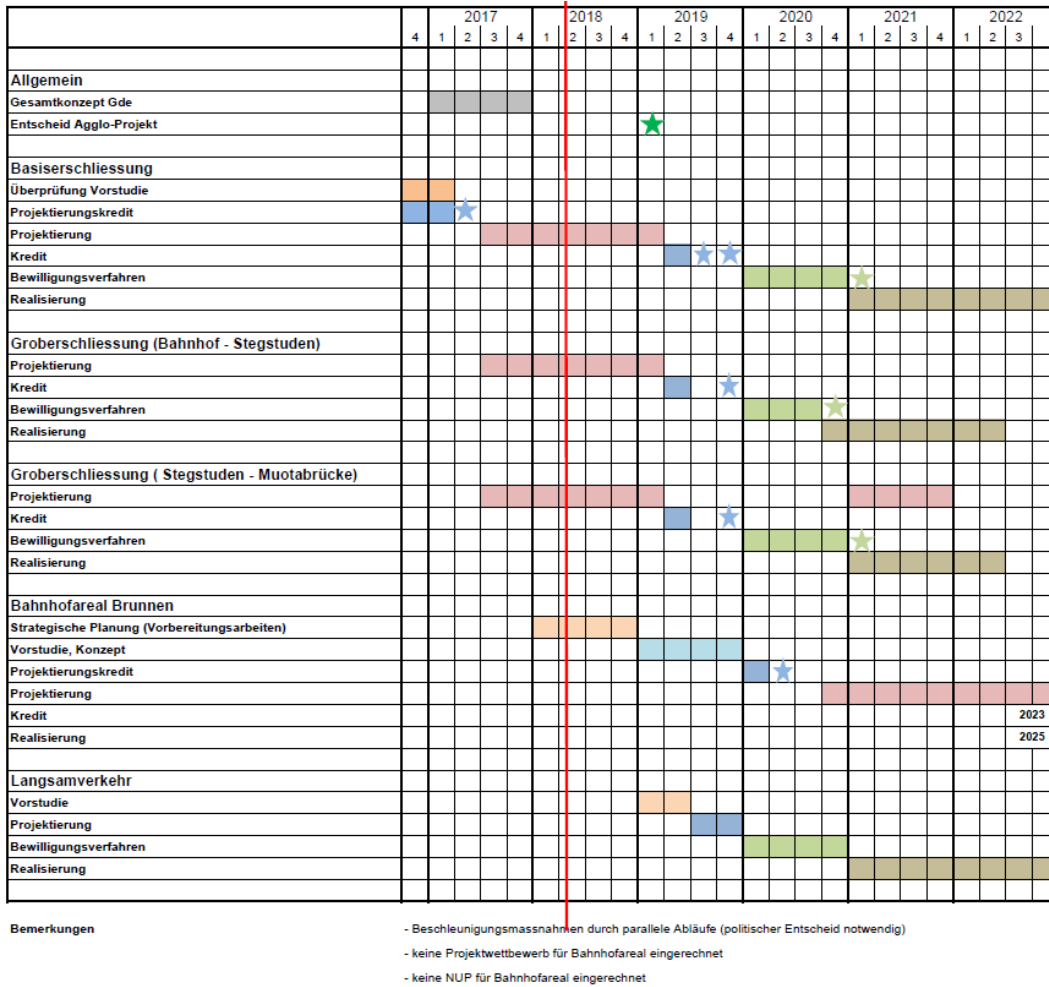 2017 2018 2019 2020 2021 2022
4 1 2 3 4 1 2 3 4 1 2 3 4 1 2 3 4 1 2 3 4 1 2 3
Allgemein
Gesamtkonzept Gde
Entscheid Agglo-Projekt
Basiserschliessung
Überprüfung Vorstudie
Projektierungskredit
Projektierung
Kredit
Bewilligungsverfahren
Realisierung
Groberschliessung (Bahnhof - Stegstuden)
Projektierung
Kredit
Bewilligungsverfahren
Realisierung
Groberschliessung ( Stegstuden - Muotabrücke)
Projektierung
Kredit
Bewilligungsverfahren
Realisierung
Bahnhofareal Brunnen
Strategische Planung (Vorbereitungsarbeiten)
Vorstudie, Konzept
Projektierungskredit
Projektierung
Kredit 2023
Realisierung 2025
Langsamverkehr
Vorstudie
Projektierung
Bewilligungsverfahren
Realisierung
Bemerkungen - Beschleunigungsmassnahmen durch parallele Abläufe (politischer Entscheid notwendig)
- keine Projektwettbewerb für Bahnhofareal eingerechnet
- keine NUP für Bahnhofareal eingerechnet